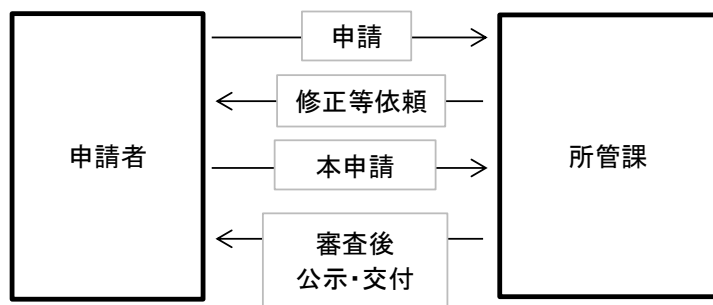 申請
修正等依頼
申請者
本申請
所管課
審査後
公示・交付